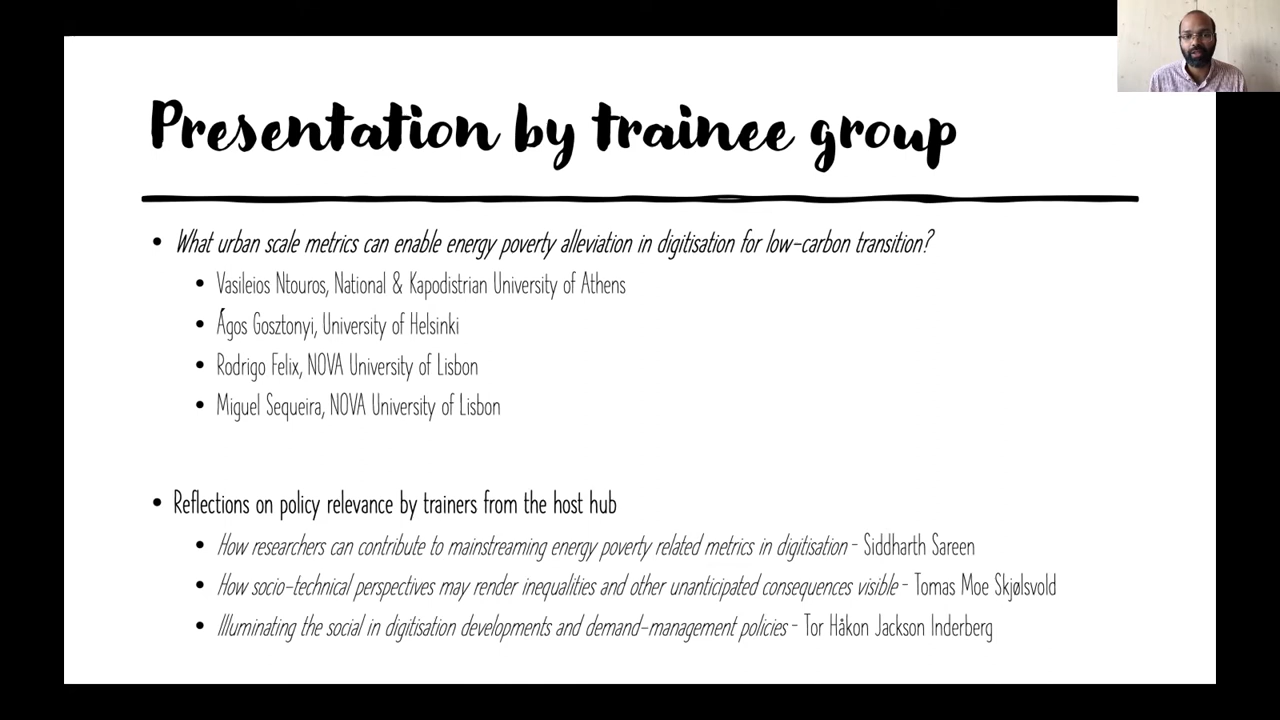 Presentation by trainee group
• What urban scale metrics can enable energy poverty alleviation in digitisation for low-carbon transition?
• Vasileios Ntouros, National & Kapodistrian University of Athens
• Ágos Gosztonyi, University of Helsinki
• Rodrigo Felix, NOVA University of Lisbon
• Miguel Sequeira, NOVA University of Lisbon
• Reflections on policy relevance by trainers from the host hub
• How researchers can contribute to mainstreaming energy poverty related metrics in digitisation - Siddharth Sareen
• How socio-technical perspectives may render inequalities and other unanticipated consequences visible - Tomas Moe Skjølsvold
• Illuminating the social in digitisation developments and demand-management policies - Tor Håkon Jackson Inderberg